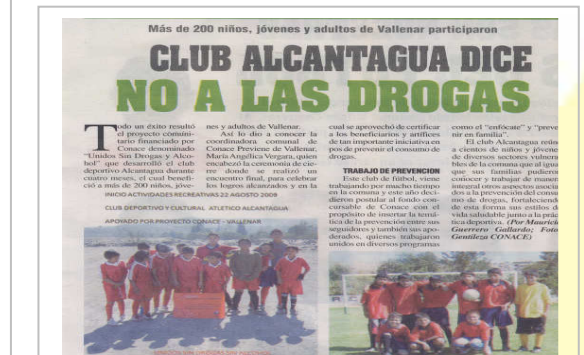 Más de 200 niños, jóvenes y adultos de Vallenar participaron
CLUB ALCANTAGUA DICE
NO A LAS DROGAS
Todo un éxito resultó
el proyecto comuni-
tario financiado por
Conace denominado
"Unidos Sin Drogas y Alco-
hol" que desarrolló el club
deportivo Alcantagua durante
cuatro meses, el cual benefi-
ció a más de 200 niños, jóve-
nes y adultos de Vallenar.
Así lo dio a conocer la
coordinadora comunal de
Conace Previene de Vallenar,
María Angélica Vergara, quien
encabezó la ceremonia de cie-
rre donde se realizó un
encuentro final, para celebrar
los logros alcanzados y en la
cual se aprovechó de certificar
a los beneficiarios y artífices
de tan importante iniciativa en
pos de prevenir el consumo de
drogas.
TRABAJO DE PREVENCION
Este club de fútbol, viene
trabajando por mucho tiempo
en la comuna y este año deci-
dieron postular al fondo con-
cursable de Conace con el
propósito de insertar la temá-
tica de la prevención entre sus
seguidores y también sus apo-
derados, quienes trabajaron
unidos en diversos programas
como el "enfócate" y "preve
nir en familia".
El club Alcantagua reúne
a cientos de niños y jóvenes
de diversos sectores vulnera
bles de la comuna que al igual
que sus familias pudieron
conocer y trabajar de manera
integral otros aspectos asocia
dos a la prevención del consu
mo de drogas, fortaleciendo
de esta forma sus estilos de
vida saludable junto a la prác
tica deportiva. (Por Mauricio
Guerrero Gallardo; Foto
Gentileza CONACE)
INICIO ACTIVIDADES RECREATIVAS 22 AGOSTO 2009
CLUB DEPORTIVO Y CULTURAL ATLETICO ALCANTAGUA
APOYADO POR PROYECTO CONACE - VALLENAR